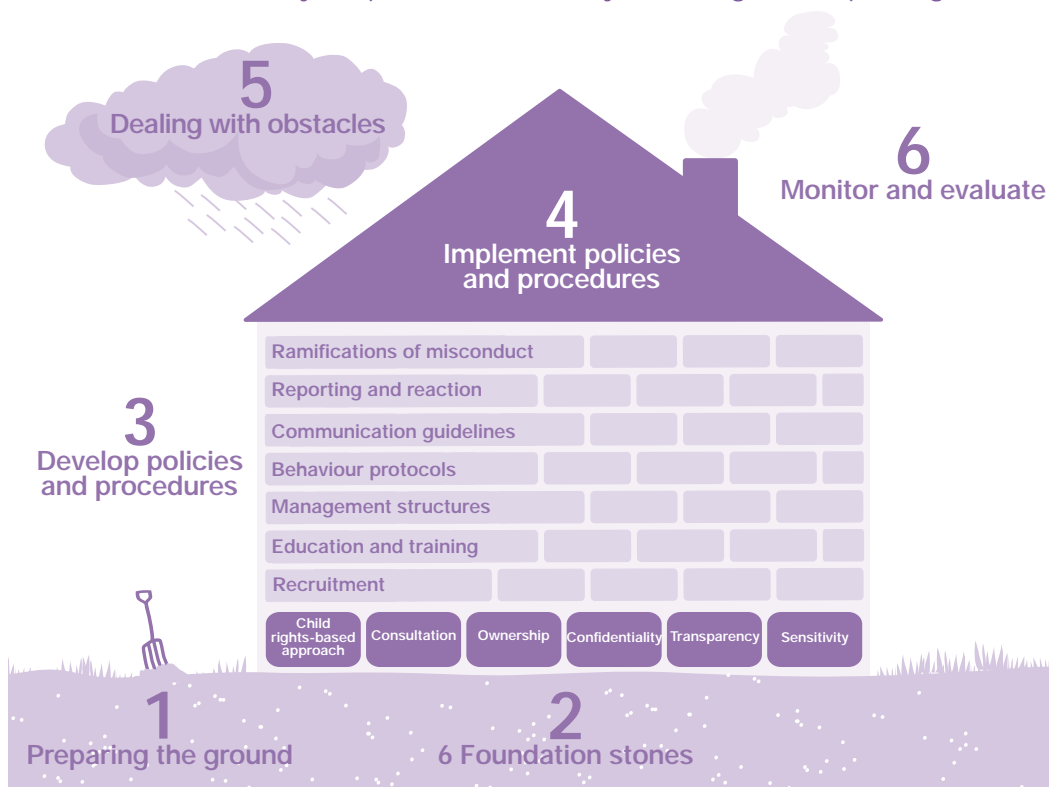 5
Dealing with obstacles
6
Monitor and evaluate
4
Implement policies
and procedures
Ramifications of misconduct
Reporting and reaction
3
Communication guidelines
Develop policies
and procedures
Behaviour protocols
Management structures
Education and training
Recruitment
Child
rights-based
approach
Consultation
Ownership
Confidentiality
Transparency
Sensitivity
1
Preparing the ground
2
6 Foundation stones